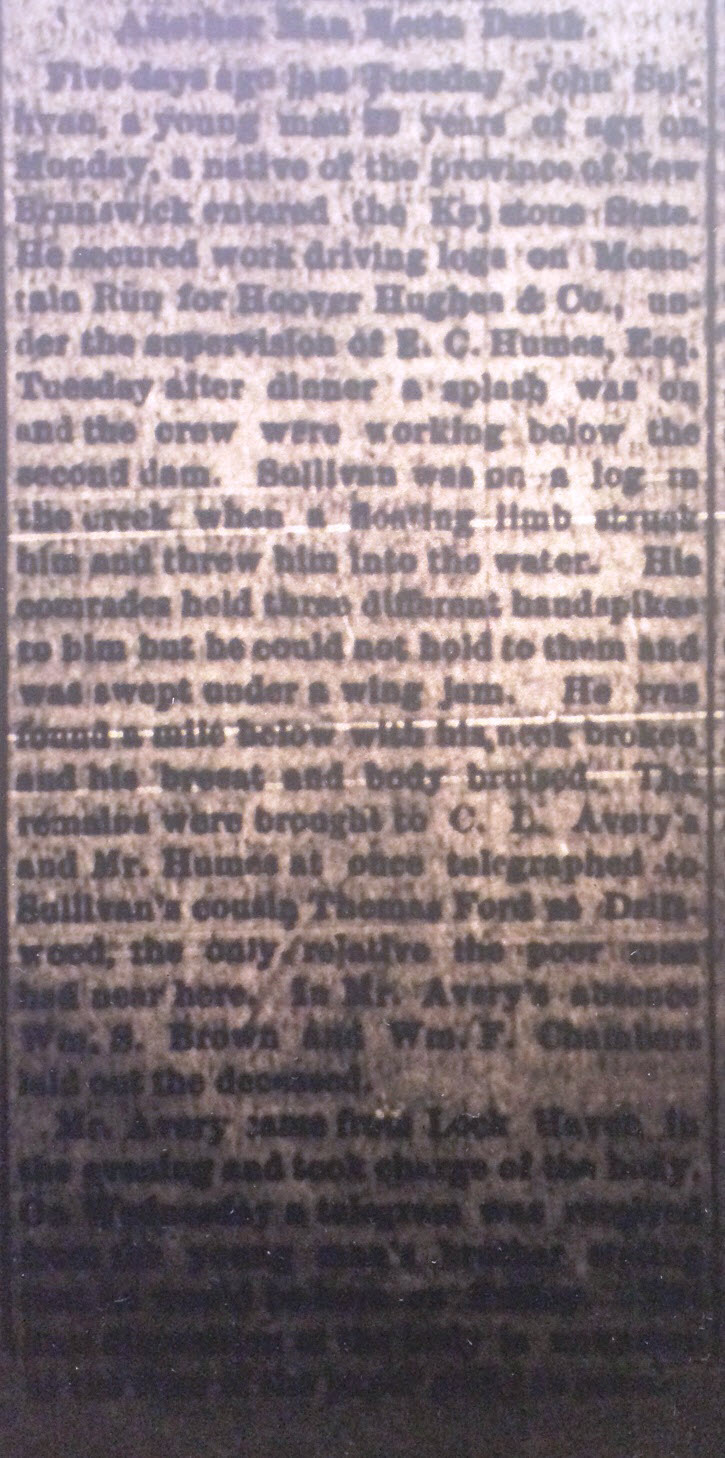 Another Man Meets Death.
Five days ago last Tuesday John Sul-
livan, a young man years of age on
Monday, a native of the province of New
Brunswick entered the Keystone State.
He secured work driving logs on Moun-
tain Run for Hoover Hughes & Co., un-
der the supervision of E. C. Humes, Esq.
Tuesday after dinner a splash was on
and the crew were working below the
second dam. Sullivan was on a log in
the creek when a floating limb struck
him and threw him into the water. His
comrades held three different handspikes
to him but he could not hold to them and
was swept under a wing jam. He was
found a mile below with his neck broken
and his breast and body bruised. The
remains were brought to C. D. Avery's
and Mr. Humes at once telegraphed to
Sullivan's cousin Thomas Ford at Drift-
wood, the only relative the poor man
had near here. In Mr. Avery's absence
Wm. S. Brown and Wm. F. Chambers
laid out the deceased.
Mr. Avery came from Lock Haven in
the evening and took charge of the body.
On Wednesday a telegram was received
from the young man's brother stating